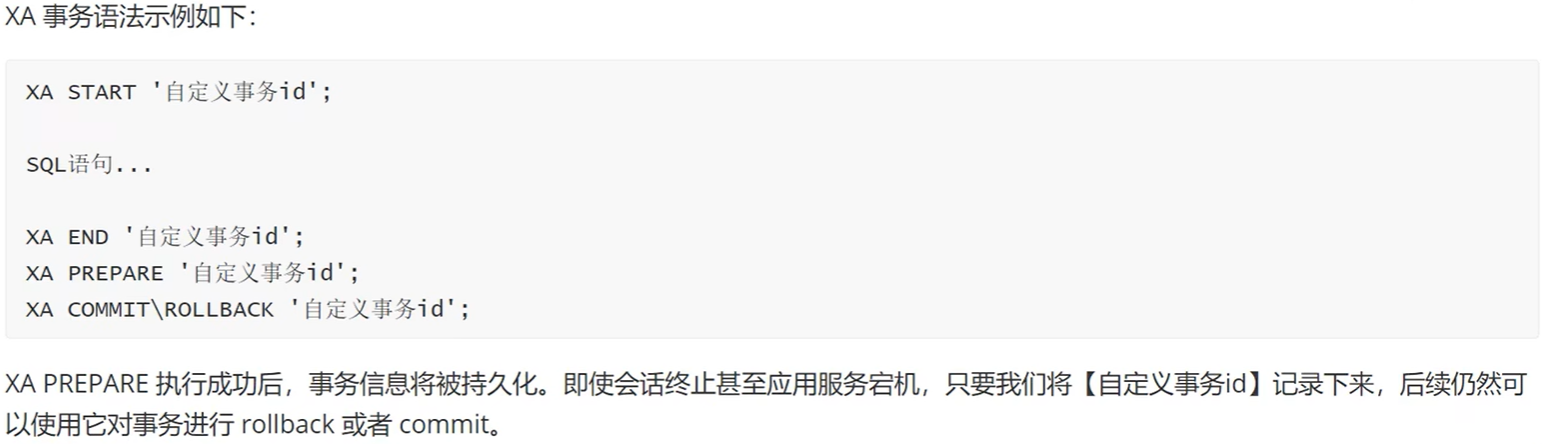 XA 事务语法示例如下：
XA START '自定义事务id';
SQL语句...
XA END '自定义事务id';
XA PREPARE '自定义事务id';
XA COMMIT\ROLLBACK '自定义事务id';
XA PREPARE 执行成功后，事务信息将被持久化。即使会话终止甚至应用服务宕机，只要我们将【自定义事务id】记录下来，后续仍然可
以使用它对事务进行 rollback 或者 commit。